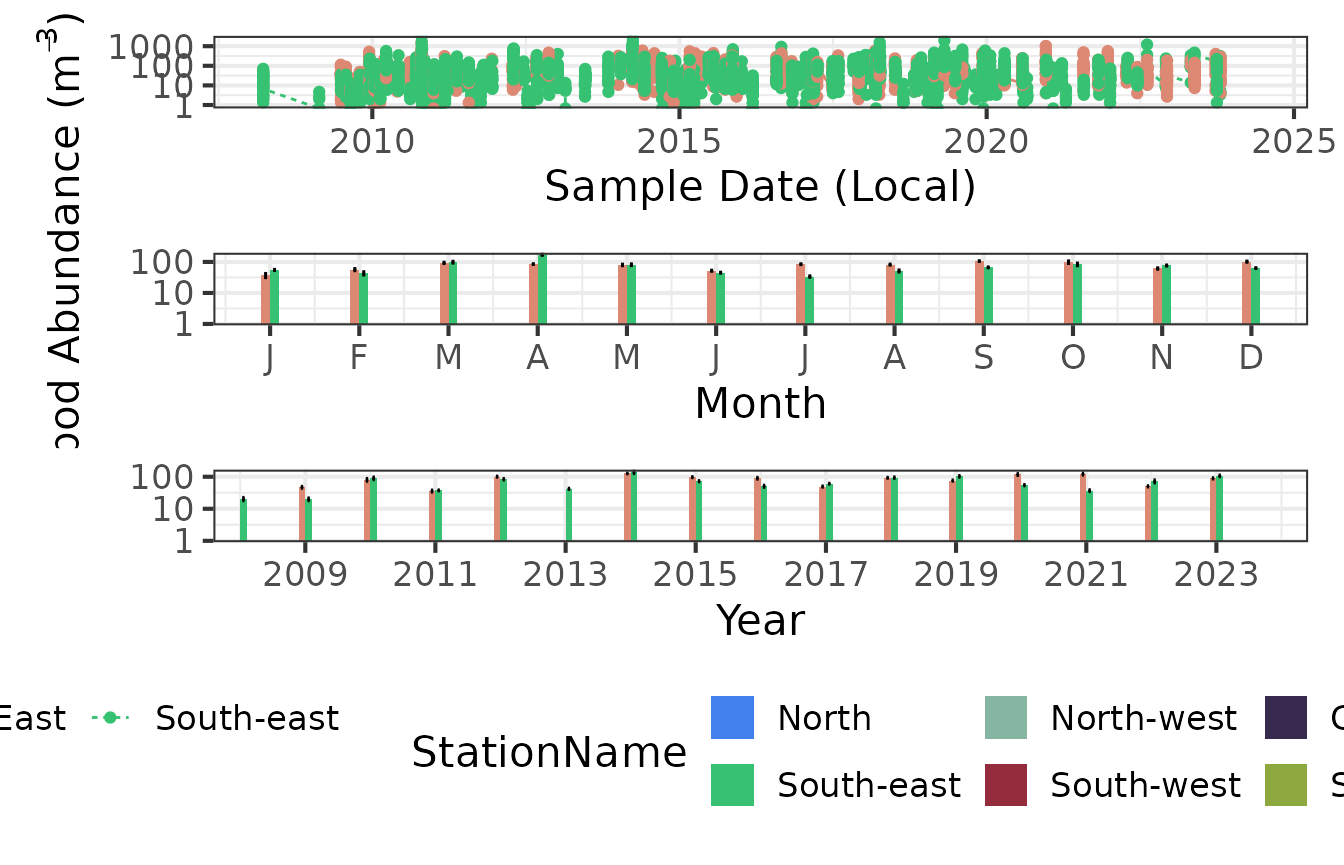 Abundance (m⁻³)
1000
100
10
1
2010 2015 2020 2025
Sample Date (Local)
100
10
1
J F M A M J J A S O N D
Month
100
10
1
2009 2011 2013 2015 2017 2019 2021 2023
Year
East South-east
StationName
North North-west
South-east South-west